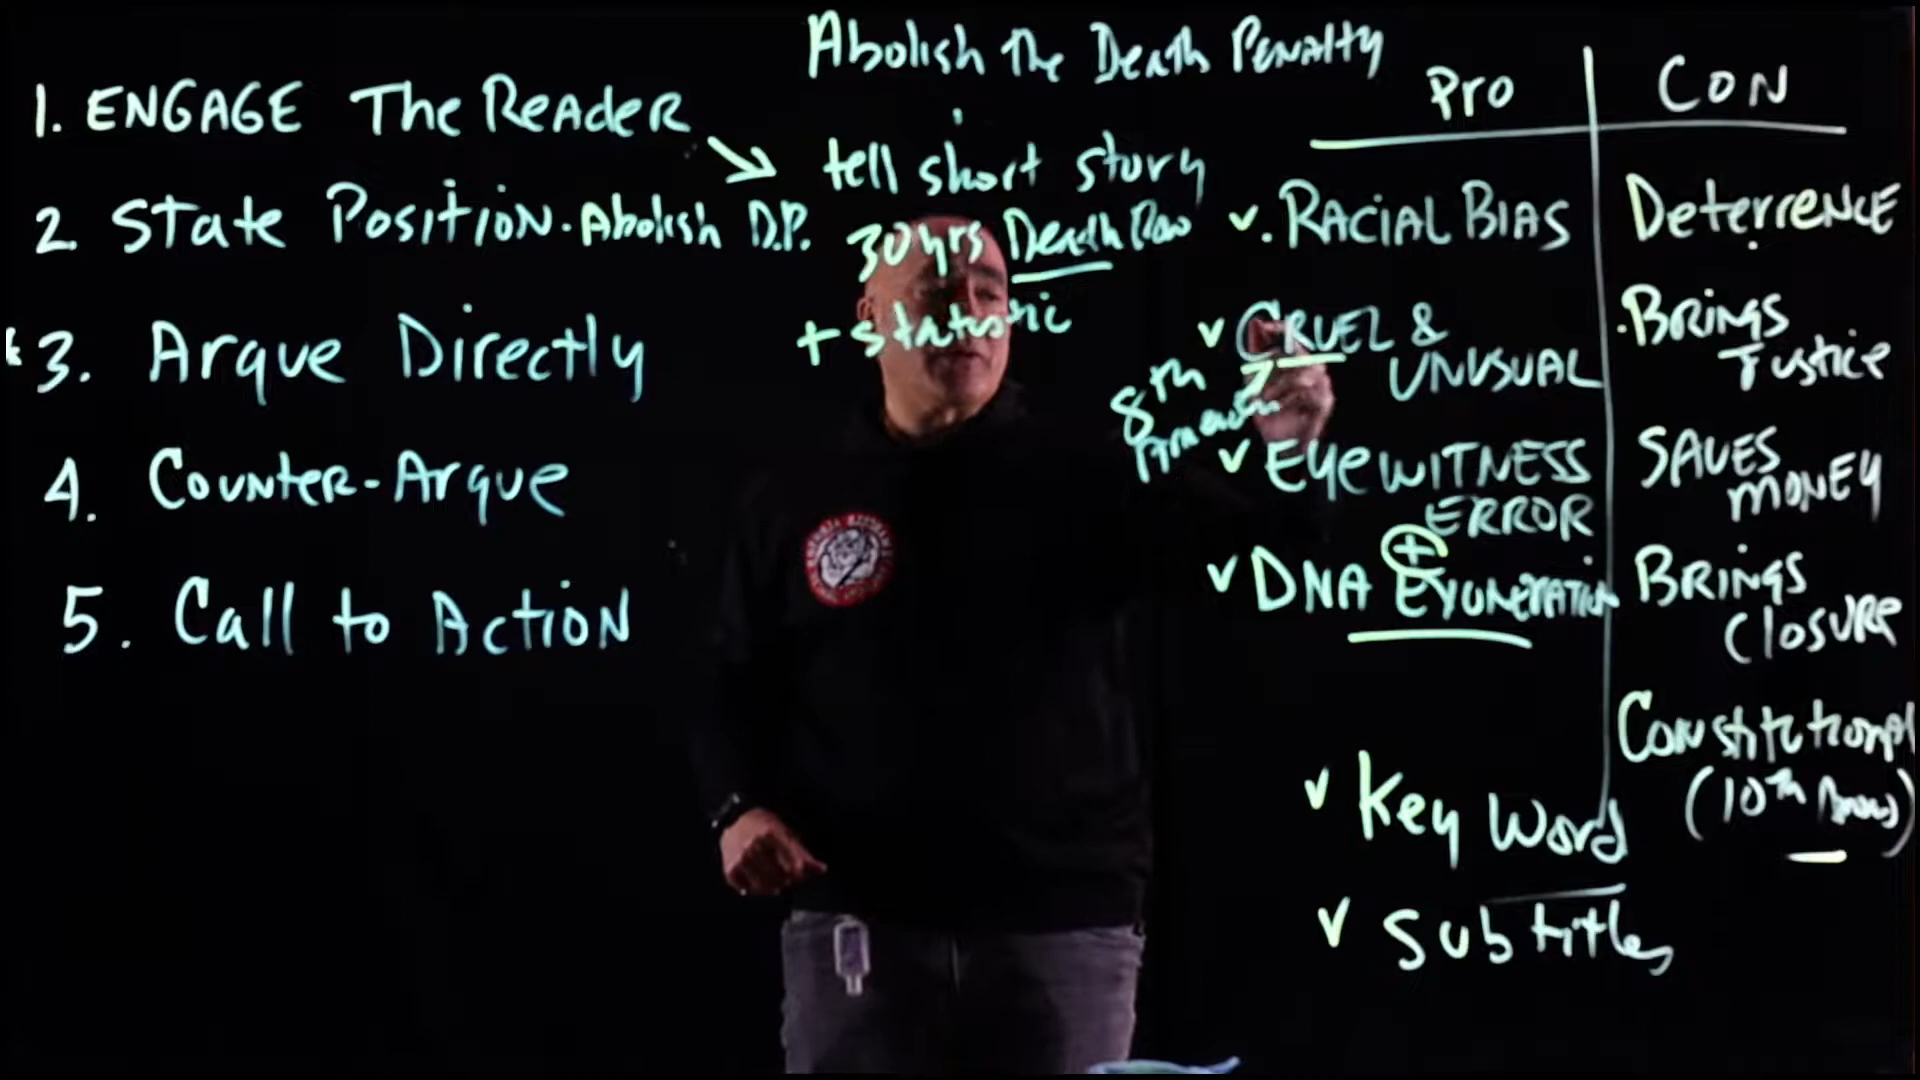 Abolish The Death Penalty
1. ENGAGE The Reader
tell short story
2. State Position. Abolish D.P.
30 yrs Death Row
+ statistic
3. Argue Directly
4. Counter-Argue
5. Call to Action
Pro
. Racial Bias
Cruel &
Unusual
8th
Eyewitness
Error
+
DNA Exoneration
Key Word
Subtitles
Con
Deterrence
.Brings
Justice
Saves
Money
Brings
Closure
Constitutional
(10th